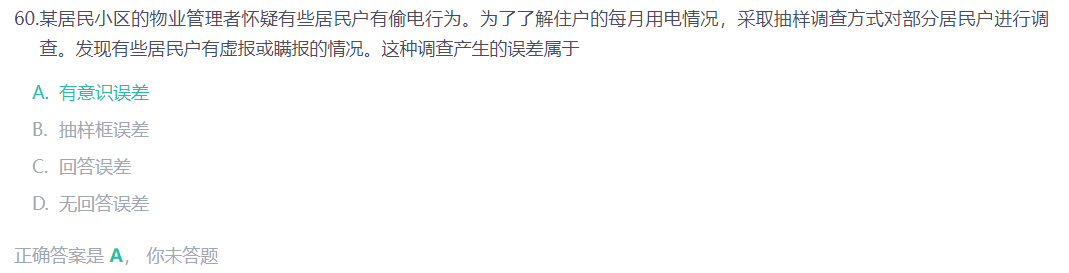 60.某居民小区的物业管理者怀疑有些居民户有偷电行为。为了了解住户的每月用电情况，采取抽样调查方式对部分居民户进行调
查。发现有些居民户有虚报或瞒报的情况。这种调查产生的误差属于
A. 有意识误差
B. 抽样框误差
C. 回答误差
D. 无回答误差
正确答案是 A， 你未答题